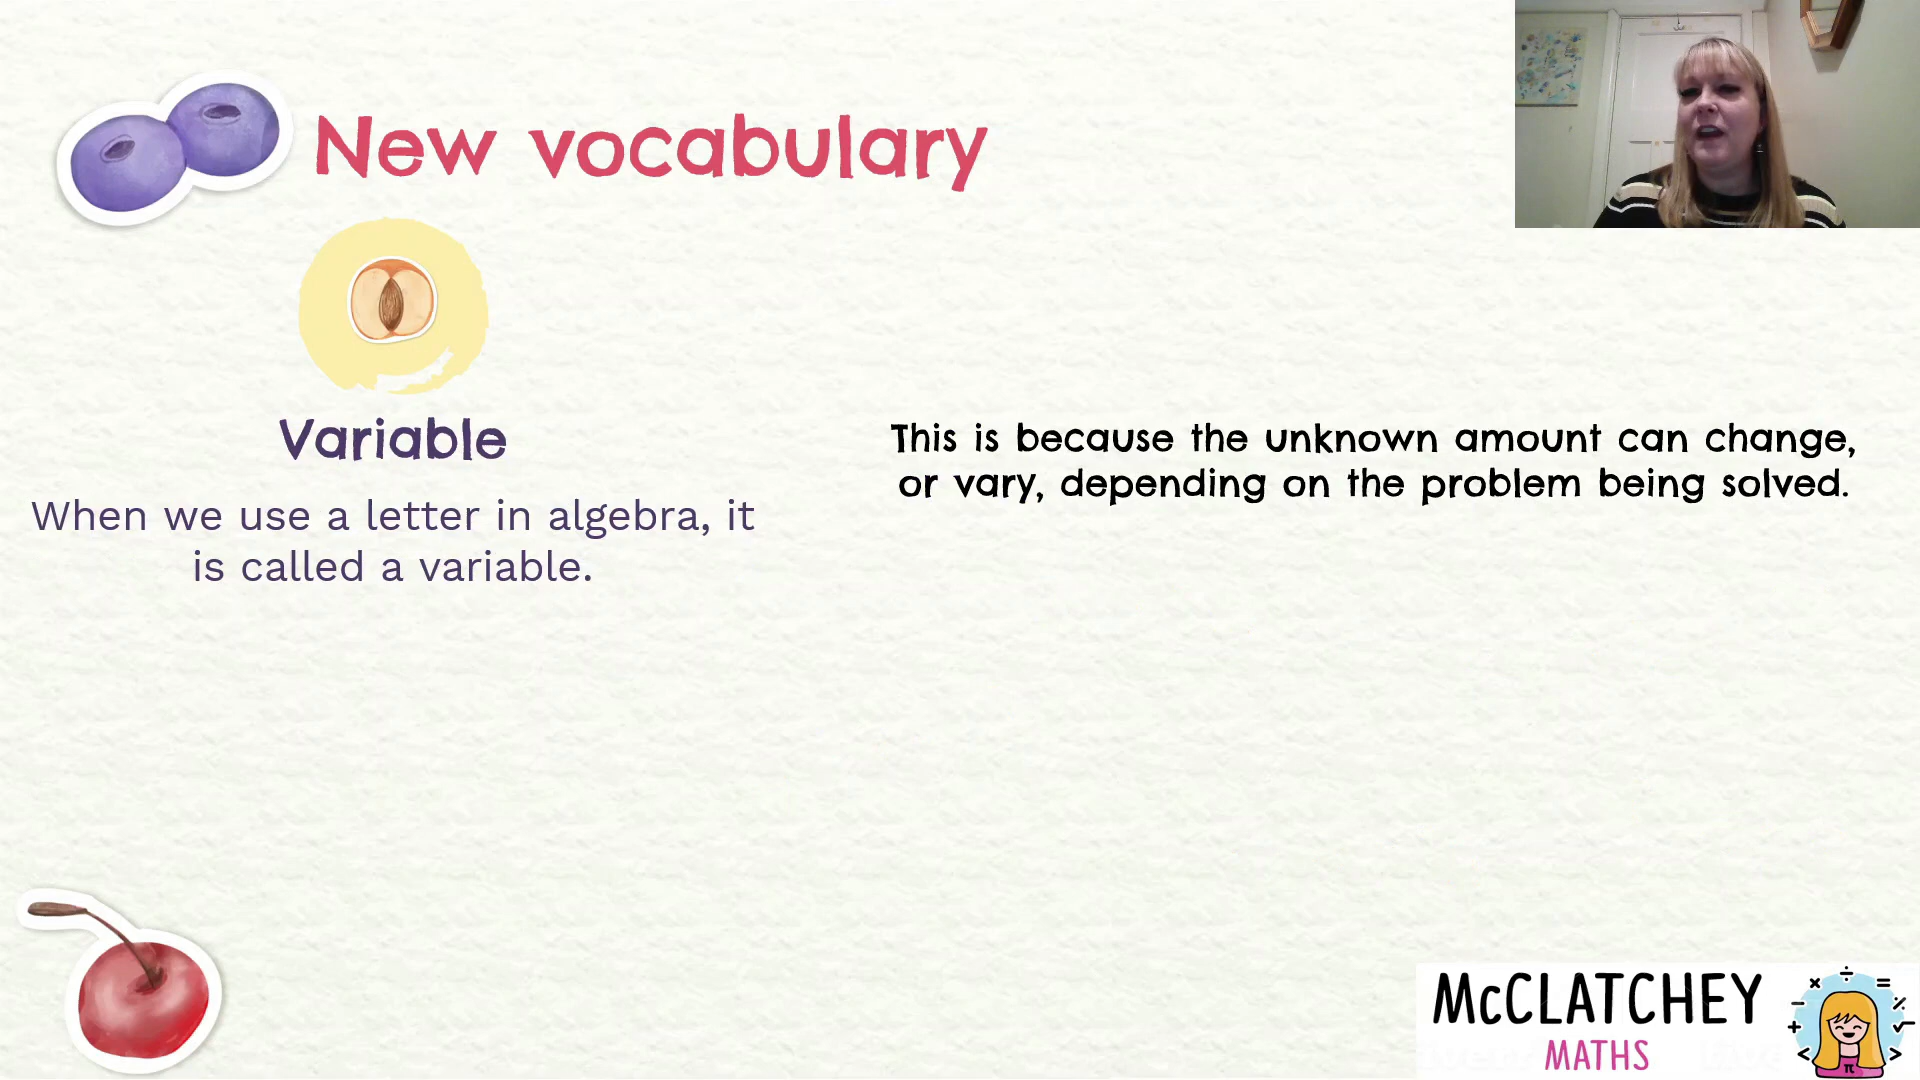 New vocabulary
Variable
When we use a letter in algebra, it
is called a variable.
This is because the unknown amount can change,
or vary, depending on the problem being solved.
McCLATCHEY
MATHS